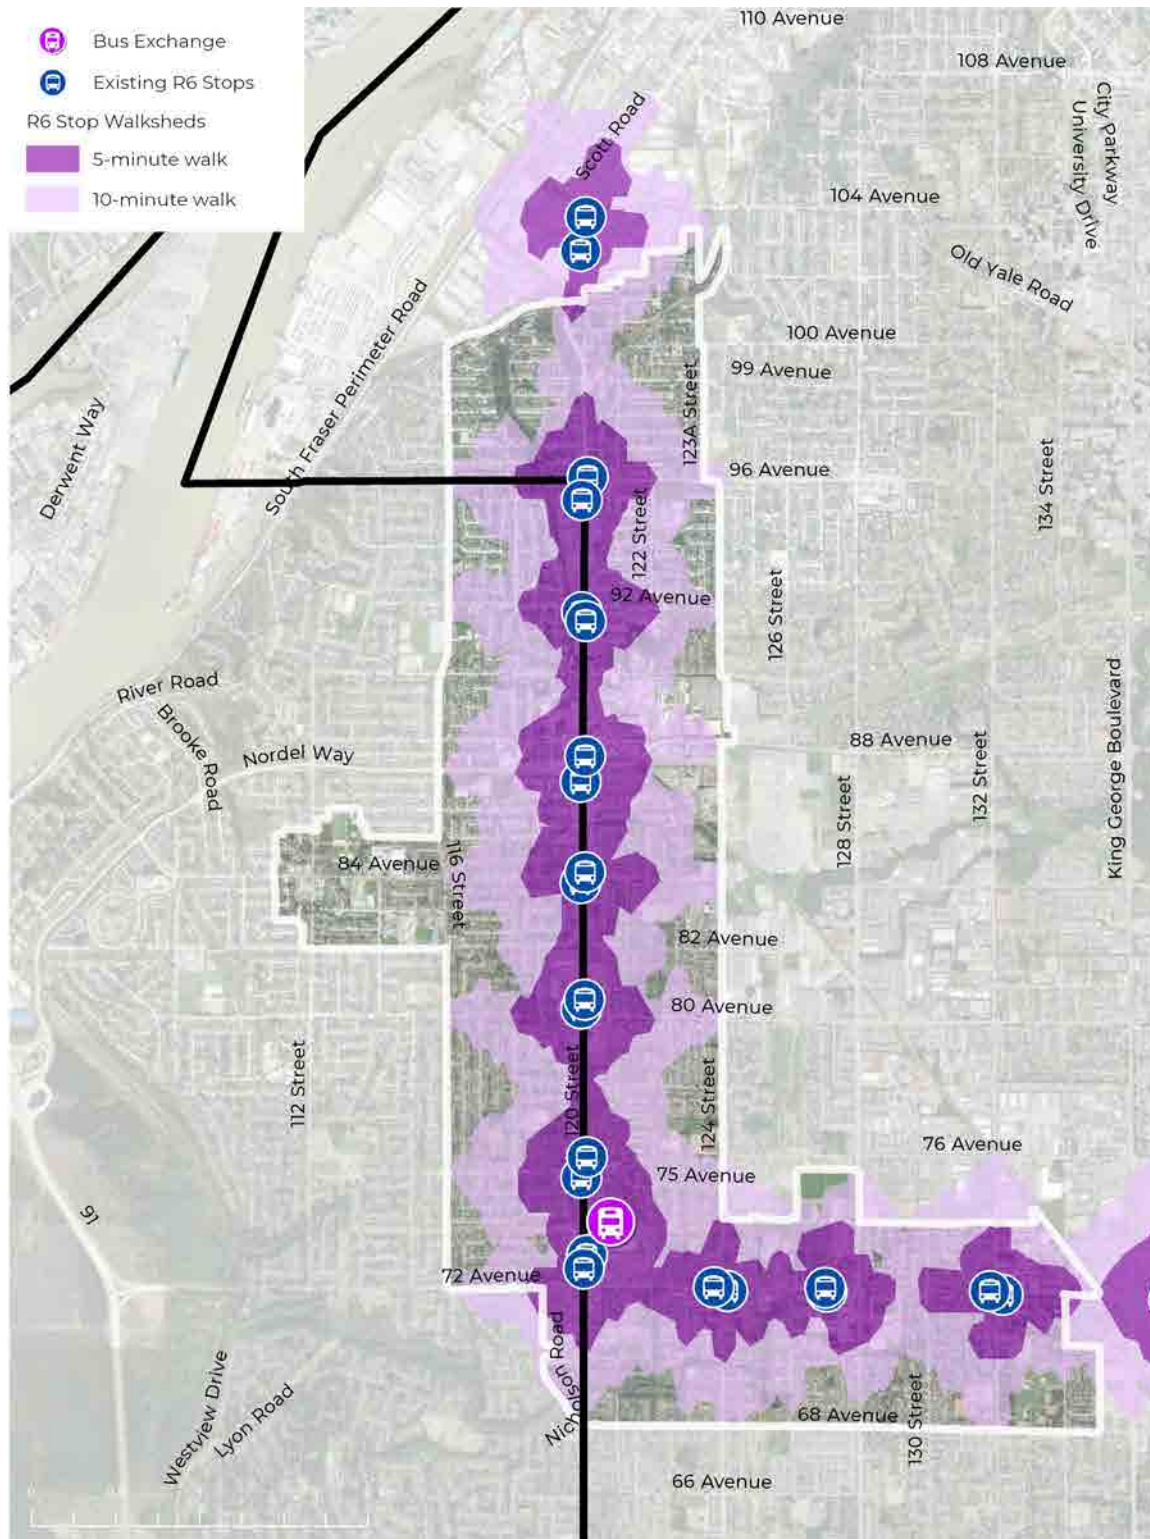 Bus Exchange
Existing R6 Stops
R6 Stop Walksheds
5-minute walk
10-minute walk
110 Avenue
108 Avenue
City Parkway
University Drive
Scott Road
104 Avenue
Old Yale Road
South Fraser Perimeter Road
100 Avenue
99 Avenue
123A Street
Derwent Way
96 Avenue
134 Street
122 Street
92 Avenue
126 Street
River Road
Brooke Road
Nordel Way
88 Avenue
132 Street
King George Boulevard
128 Street
84 Avenue
116 Street
82 Avenue
80 Avenue
120 Street
112 Street
124 Street
76 Avenue
75 Avenue
91
72 Avenue
Nicholson Road
Westview Drive
Lyon Road
68 Avenue
130 Street
66 Avenue